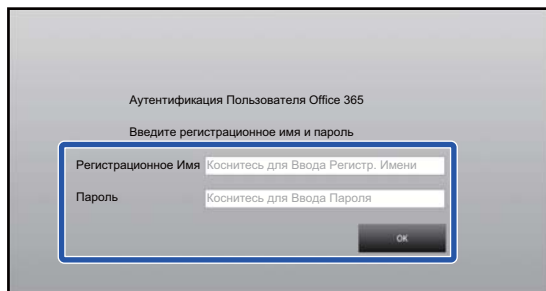 Аутентификация Пользователя Office 365
Введите регистрационное имя и пароль
Регистрационное Имя Коснитесь для Ввода Регистр. Имени
Пароль Коснитесь для Ввода Пароля
OK